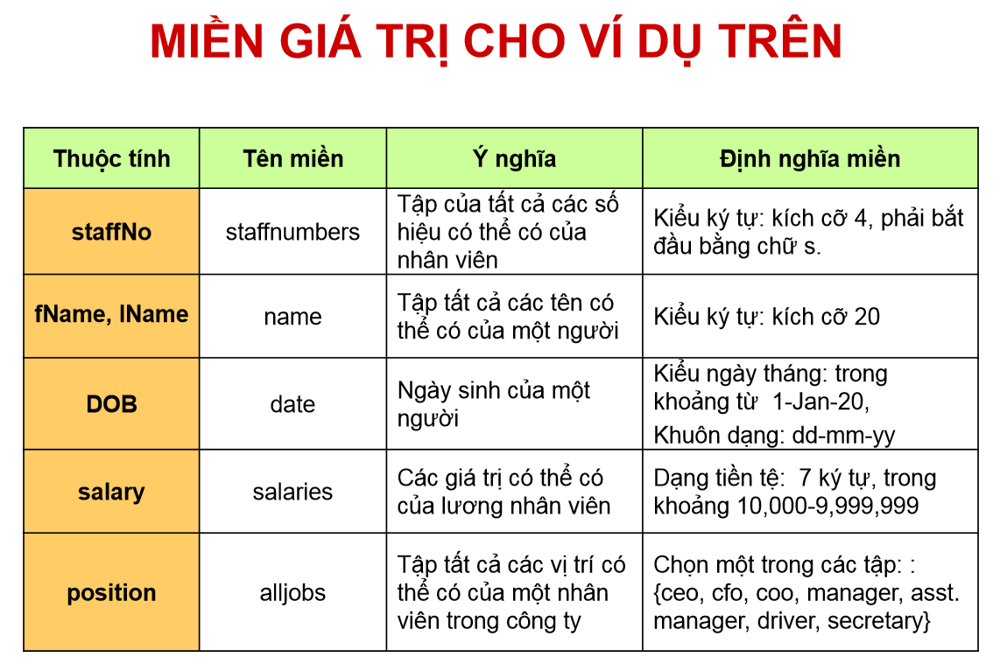 MIỀN GIÁ TRỊ CHO VÍ DỤ TRÊN
Thuộc tính
Tên miền
Ý nghĩa
Định nghĩa miền
staffNo
staffnumbers
Tập của tất cả các số
hiệu có thể có của
nhân viên
Kiểu ký tự: kích cỡ 4, phải bắt
đầu bằng chữ s.
fName, lName
name
Tập tất cả các tên có
thể có của một người
Kiểu ký tự: kích cỡ 20
DOB
date
Ngày sinh của một
người
Kiểu ngày tháng: trong
khoảng từ 1-Jan-20,
Khuôn dạng: dd-mm-yy
salary
salaries
Các giá trị có thể có
của lương nhân viên
Dạng tiền tệ: 7 ký tự, trong
khoảng 10,000-9,999,999
position
alljobs
Tập tất cả các vị trí có
thể có của một nhân
viên trong công ty
Chọn một trong các tập: :
{ceo, cfo, coo, manager, asst.
manager, driver, secretary}